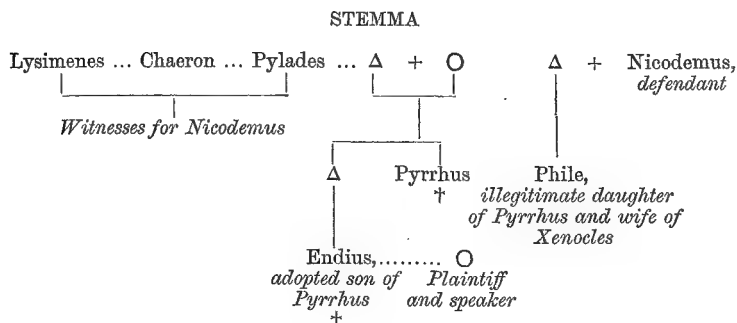 STEMMA
Lysimenes ... Chaeron ... Pylades ... Δ + O Δ + Nicodemus,
defendant
Witnesses for Nicodemus
Δ Pyrrhus Phile,
† illegitimate daughter
of Pyrrhus and wife of
Xenocles
Endius,......... O
adopted son of Plaintiff
Pyrrhus and speaker
†